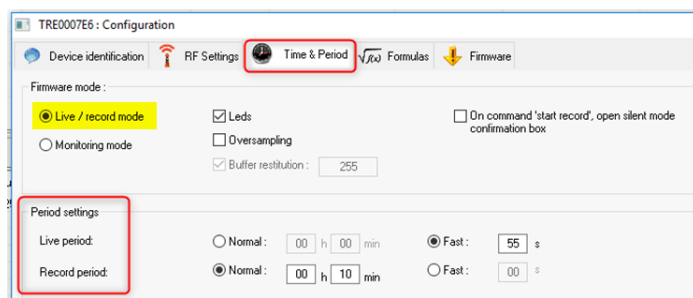 TRE0007E6 : Configuration
Device identification RF Settings Time & Period √f(x) Formulas Firmware
Firmware mode :
Live / record mode Leds On command 'start record', open silent mode
confirmation box
Oversampling
Monitoring mode
Buffer restitution : 255
Period settings
Live period: Normal : 00 h 00 min Fast : 55 s
Record period: Normal : 00 h 10 min Fast : 00 s